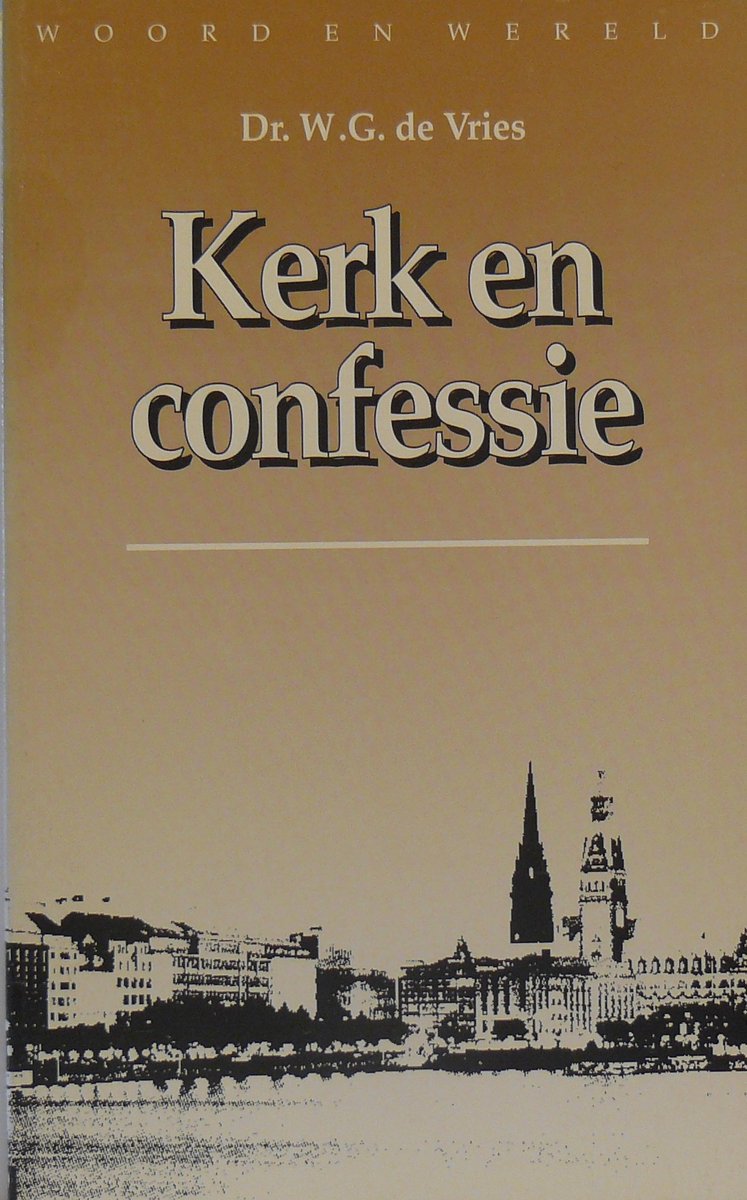 WOORD EN WERELD
Dr. W.G. de Vries
Kerk en
confessie